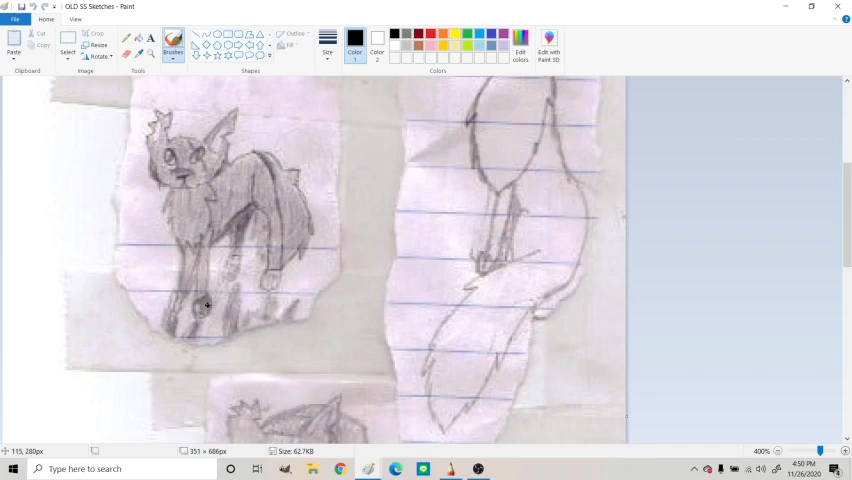 OLD SS Sketches - Paint
File
Home
View
Paste
Cut
Copy
Clipboard
Select
Crop
Resize
Rotate
Image
Tools
Brushes
Shapes
Outline
Fill
Size
Color
1
Color
2
Edit
colors
Colors
Edit with
Paint 3D
115, 280px
351 × 686px
Size: 62.7KB
400%
Type here to search
4:50 PM
11/26/2020
4